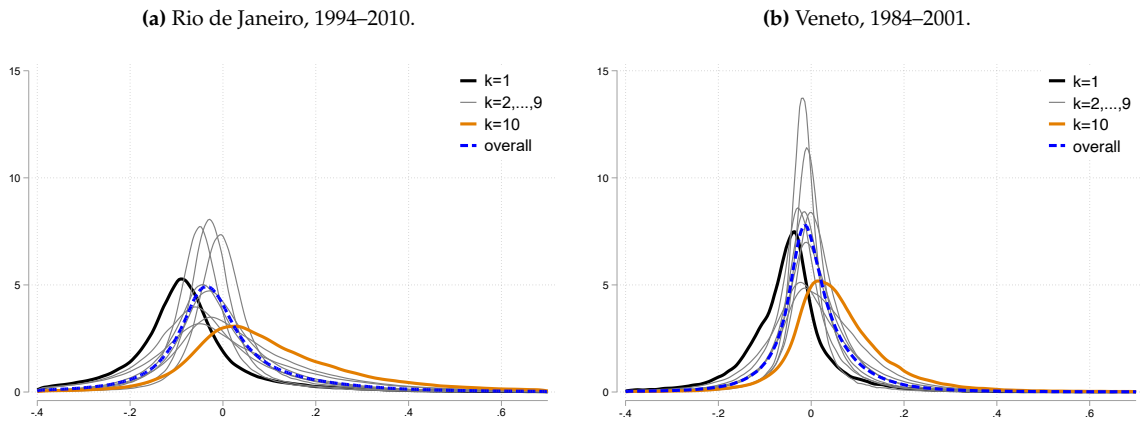 (a) Rio de Janeiro, 1994–2010.
15
10
5
0
-.4
-.2
0
.2
.4
.6
k=1
k=2,...,9
k=10
overall
(b) Veneto, 1984–2001.
15
10
5
0
-.4
-.2
0
.2
.4
.6
k=1
k=2,...,9
k=10
overall